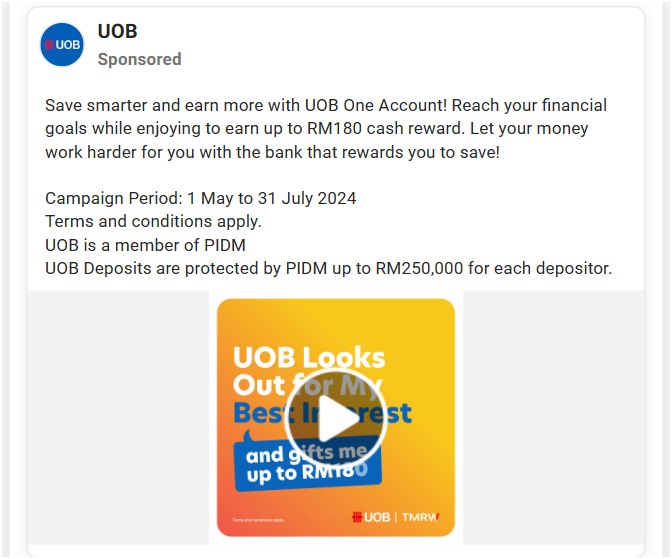 UOB
UOB
Sponsored
Save smarter and earn more with UOB One Account! Reach your financial
goals while enjoying to earn up to RM180 cash reward. Let your money
work harder for you with the bank that rewards you to save!
Campaign Period: 1 May to 31 July 2024
Terms and conditions apply.
UOB is a member of PIDM
UOB Deposits are protected by PIDM up to RM250,000 for each depositor.
UOB Looks
Out for My
Best Interest
and gifts me
up to RM180
Terms and conditions apply.
UOB | TMRW